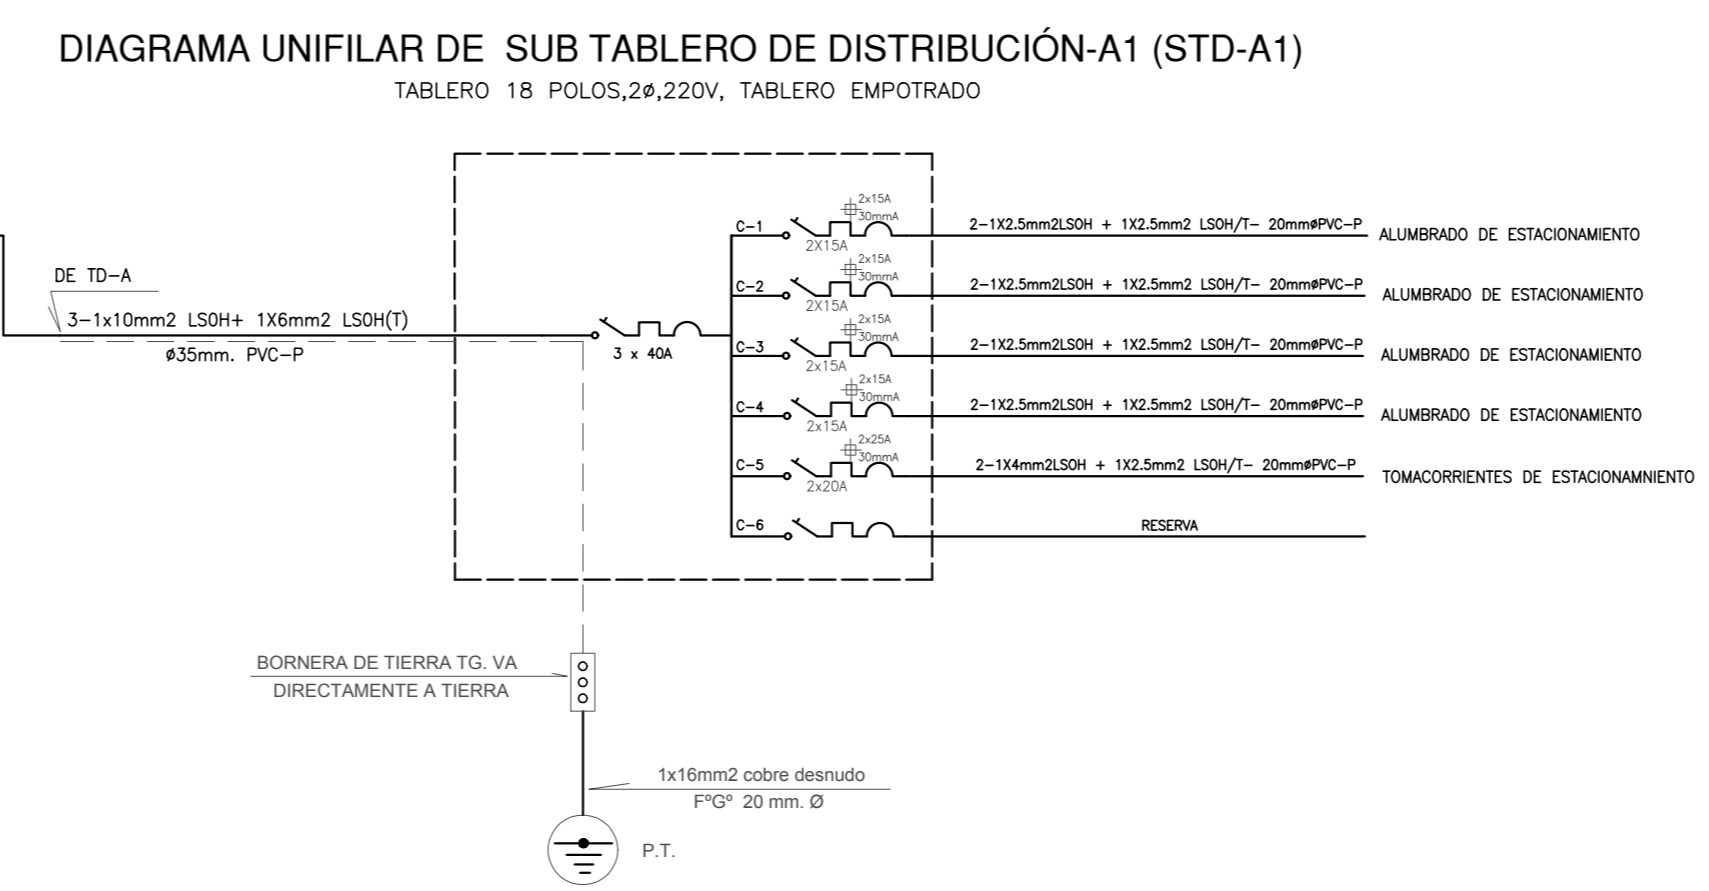 DIAGRAMA UNIFILAR DE SUB TABLERO DE DISTRIBUCIÓN-A1 (STD-A1)
TABLERO 18 POLOS,2ø,220V, TABLERO EMPOTRADO
DE TD-A
3-1x10mm2 LSOH+ 1X6mm2 LSOH(T)
ø35mm. PVC-P
3 x 40A
C-1
2X15A
2x15A
30mmA
2-1X2.5mm2LSOH + 1X2.5mm2 LSOH/T- 20mmøPVC-P
ALUMBRADO DE ESTACIONAMIENTO
C-2
2X15A
2x15A
30mmA
2-1X2.5mm2LSOH + 1X2.5mm2 LSOH/T- 20mmøPVC-P
ALUMBRADO DE ESTACIONAMIENTO
C-3
2x15A
2x15A
30mmA
2-1X2.5mm2LSOH + 1X2.5mm2 LSOH/T- 20mmøPVC-P
ALUMBRADO DE ESTACIONAMIENTO
C-4
2x15A
2x15A
30mmA
2-1X2.5mm2LSOH + 1X2.5mm2 LSOH/T- 20mmøPVC-P
ALUMBRADO DE ESTACIONAMIENTO
C-5
2x20A
2x25A
30mmA
2-1X4mm2LSOH + 1X2.5mm2 LSOH/T- 20mmøPVC-P
TOMACORRIENTES DE ESTACIONAMNIENTO
C-6
RESERVA
BORNERA DE TIERRA TG. VA
DIRECTAMENTE A TIERRA
1x16mm2 cobre desnudo
FºGº 20 mm. Ø
P.T.